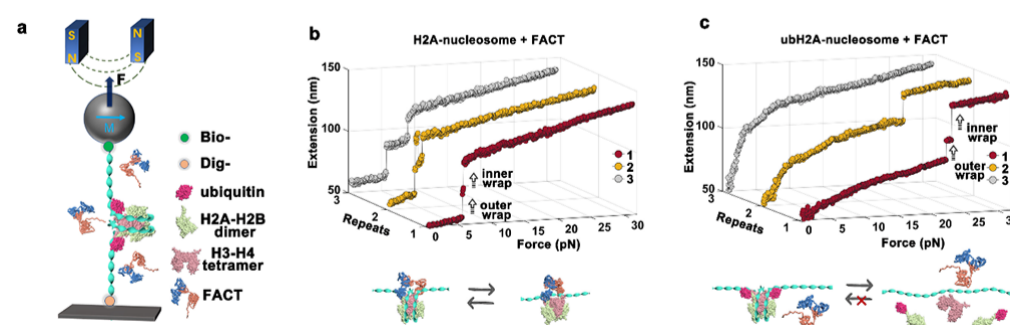 a
S
N
N
S
F
M
Bio-
Dig-
ubiquitin
H2A-H2B
dimer
H3-H4
tetramer
FACT
b
H2A-nucleosome + FACT
Extension (nm)
150
100
50
3
2
1
Repeats
0
5
10
15
20
25
30
Force (pN)
inner
wrap
outer
wrap
1
2
3
c
ubH2A-nucleosome + FACT
Extension (nm)
150
100
50
3
2
1
Repeats
0
5
10
15
20
25
30
Force (pN)
inner
wrap
outer
wrap
1
2
3